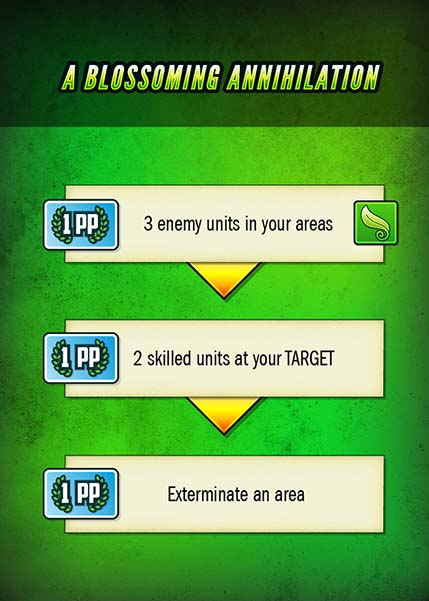 A BLOSSOMING ANNIHILATION
1 PP 3 enemy units in your areas
1 PP 2 skilled units at your TARGET
1 PP Exterminate an area